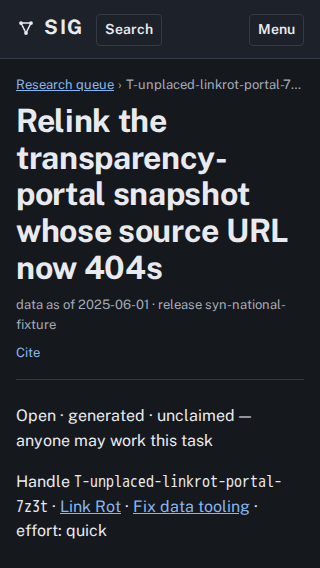 SIG Search Menu
Research queue › T-unplaced-linkrot-portal-7...
Relink the
transparency-
portal snapshot
whose source URL
now 404s
data as of 2025-06-01 · release syn-national-
fixture
Cite
Open · generated · unclaimed —
anyone may work this task
Handle T-unplaced-linkrot-portal-
7z3t · Link Rot · Fix data tooling ·
effort: quick